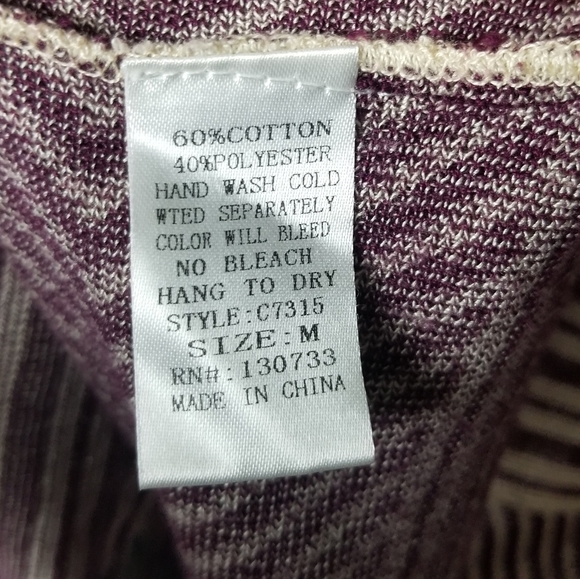 60%COTTON
40%POLYESTER
HAND WASH COLD
WTED SEPARATELY
COLOR WILL BLEED
NO BLEACH
HANG TO DRY
STYLE:C7315
SIZE:M
RN#:130733
MADE IN CHINA